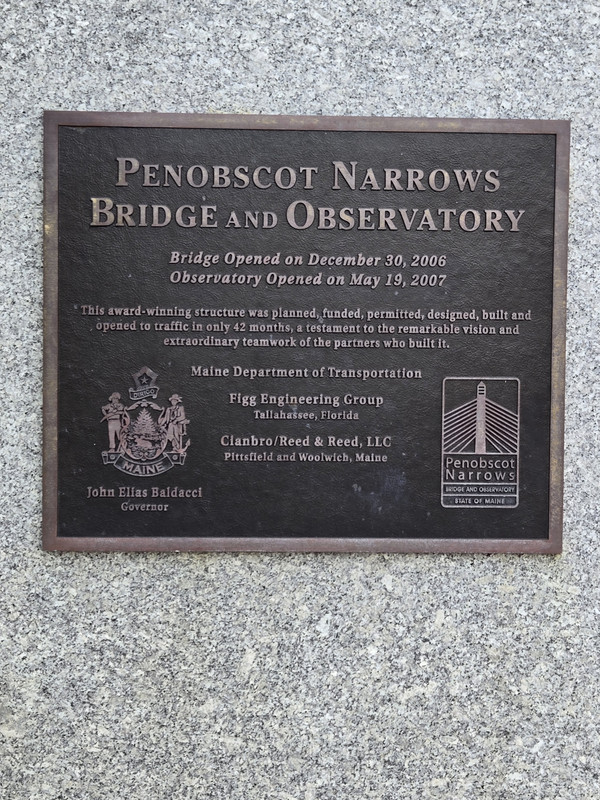 PENOBSCOT NARROWS
BRIDGE AND OBSERVATORY
Bridge Opened on December 30, 2006
Observatory Opened on May 19, 2007
This award-winning structure was planned, funded, permitted, designed, built and
opened to traffic in only 42 months, a testament to the remarkable vision and
extraordinary teamwork of the partners who built it.
Maine Department of Transportation
Figg Engineering Group
Tallahassee, Florida
Cianbro/Reed & Reed, LLC
Pittsfield and Woolwich, Maine
DIRIGO
MAINE
John Elias Baldacci
Governor
Penobscot
Narrows
BRIDGE AND OBSERVATORY
STATE OF MAINE